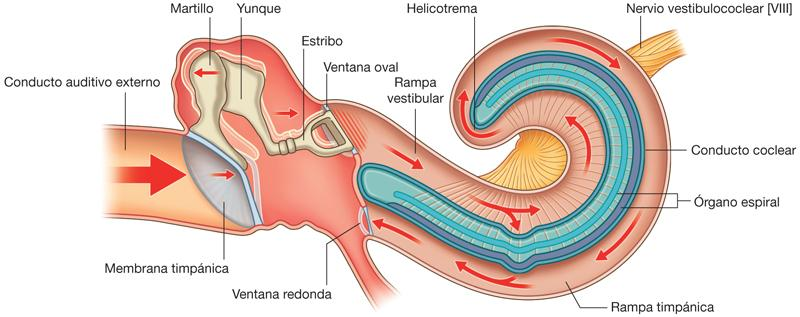 Martillo
Yunque
Helicotrema
Nervio vestibulococlear [VIII]
Estribo
Ventana oval
Conducto auditivo externo
Rampa
vestibular
Conducto coclear
Órgano espiral
Membrana timpánica
Ventana redonda
Rampa timpánica